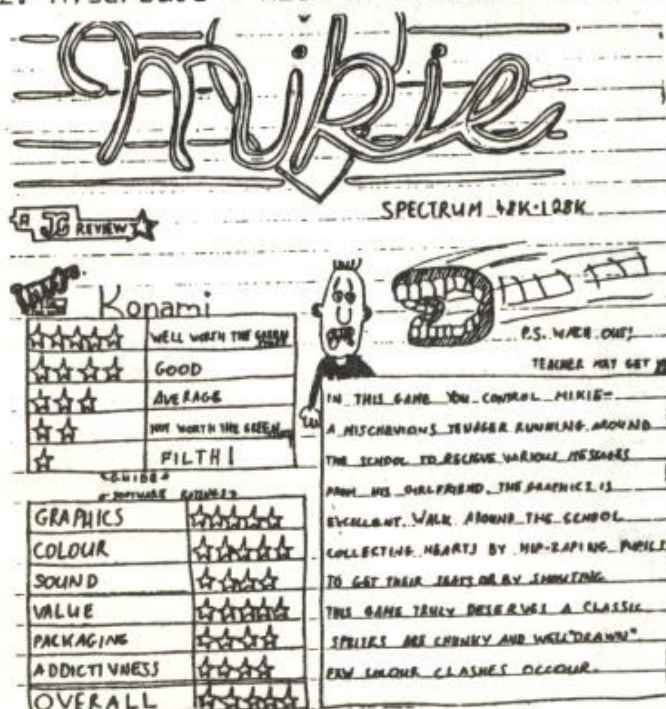 Mikie
SPECTRUM 48K-128K
A JG REVIEW
Konami
WELL WORTH THE GREEN STUFF
GOOD
AVERAGE
NOT WORTH THE GREEN STUFF
FILTH!
"GUIDE"
SOFTWARE RATINGS
GRAPHICS
COLOUR
SOUND
VALUE
PACKAGING
ADDICTIVNESS
OVERALL
P.S. WATCH OUT!
TEACHER MAY GET
IN THIS GAME YOU CONTROL MIKIE-
A MISCHEVIONS TENAGER RUNNING AROUND
THE SCHOOL TO RECIEVE VARIOUS MESSAGES
FROM HIS GIRLFRIEND. THE GRAPHICS IS
EXCELLENT. WALK AROUND THE SCHOOL
COLLECTING HEARTS BY HIP-ZAPING PUPILS
TO GET THEIR SEATS OR BY SHOUTING
THIS GAME TRULY DESERVES A CLASSIC
SPRITES ARE CHUNKY AND WELL "DRAWN"
FEW COLOUR CLASHES OCCOUR.